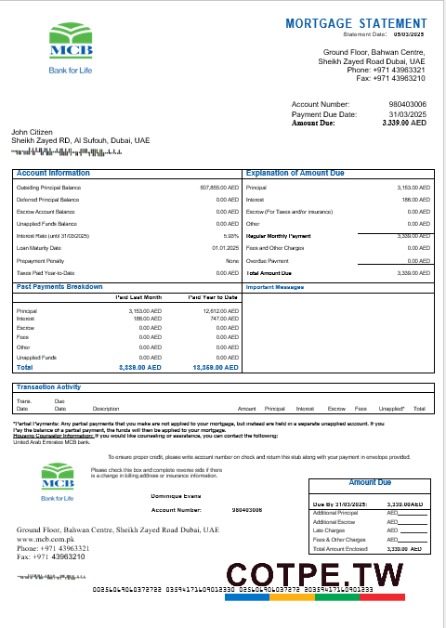 MCB
Bank for Life
MORTGAGE STATEMENT
Statement Date: 05/03/2025
Ground Floor, Bahwan Centre,
Sheikh Zayed Road Dubai, UAE
Phone: +971 43963321
Fax: +971 43963210
Account Number: 980403006
Payment Due Date: 31/03/2025
Amount Due: 3,339.00 AED
John Citizen
Sheikh Zayed RD, Al Sufouh, Dubai, UAE
Account Information
Outsiding Principal Balance 507,855.00 AED
Deferred Principal Balance 0.00 AED
Escrow Account Balance 0.00 AED
Unapplied Funds Balance 0.00 AED
Interest Rate (until 31/03/2025) 5.93%
Loan Maturity Date 01.01.2025
Prepayment Penalty None
Taxes Paid Year-to-Date 0.00 AED
Explanation of Amount Due
Principal 3,153.00 AED
Interest 186.00 AED
Escrow (For Taxes and/or insurance) 0.00 AED
Other 0.00 AED
Regular Monthly Payment 3,339.00 AED
Fees and Other Charges 0.00 AED
Overdue Payment 0.00 AED
Total Amount Due 3,339.00 AED
Past Payments Breakdown
Paid Last Month Paid Year to Date
Principal 3,153.00 AED 12,612.00 AED
Interest 186.00 AED 747.00 AED
Escrow 0.00 AED 0.00 AED
Fees 0.00 AED 0.00 AED
Other 0.00 AED 0.00 AED
Unapplied Funds 0.00 AED 0.00 AED
Total 3,339.00 AED 13,359.00 AED
Important Messages
Transaction Activity
Trans. Date Due Date Description Amount Principal Interest Escrow Fees Unapplied* Total
*Partial Payments: Any partial payments that you make are not applied to your mortgage, but instead are held in a separate unapplied account. If you
Pay the balance of a partial payment, the funds will then be applied to your mortgage.
Housing Counselor Information: If you would like counseling or assistance, you can contact the following:
United Arab Emirates MCB bank.
To ensure proper credit, please write account number on check and return this stub along with your payment in envelope provided.
MCB
Bank for Life
Please check this box and complete reverse side if there
is a change in billing address or insurance information.
Dominique Evans
Account Number: 980403006
Amount Due
Due By 31/03/2025: 3,339.00AED
Additional Principal AED
Additional Escrow AED
Late Charges AED
Fees & Other Charges AED
Total Amount Enclosed 3,339.00 AED
Ground Floor, Bahwan Centre, Sheikh Zayed Road Dubai, UAE
www.mcb.com.pk
Phone: +971 43963321
Fax: +971 43963210
COTPE.TW